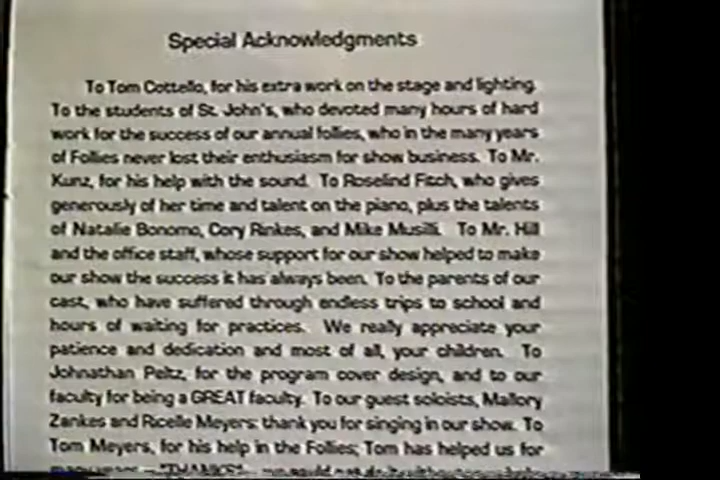 Special Acknowledgments
To Tom Cottello, for his extra work on the stage and lighting.
To the students of St. John's, who devoted many hours of hard
work for the success of our annual follies, who in the many years
of Follies never lost their enthusiasm for show business. To Mr.
Kunz, for his help with the sound. To Roselind Fitch, who gives
generously of her time and talent on the piano, plus the talents
of Natalie Bonomo, Cory Rinkes, and Mike Musilli. To Mr. Hill
and the office staff, whose support for our show helped to make
our show the success it has always been. To the parents of our
cast, who have suffered through endless trips to school and
hours of waiting for practices. We really appreciate your
patience and dedication and most of all, your children. To
Johnathan Peltz, for the program cover design, and to our
faculty for being a GREAT faculty. To our guest soloists, Mallory
Zankes and Ricelle Meyers: thank you for singing in our show. To
Tom Meyers, for his help in the Follies; Tom has helped us for
many years — "THANKS"